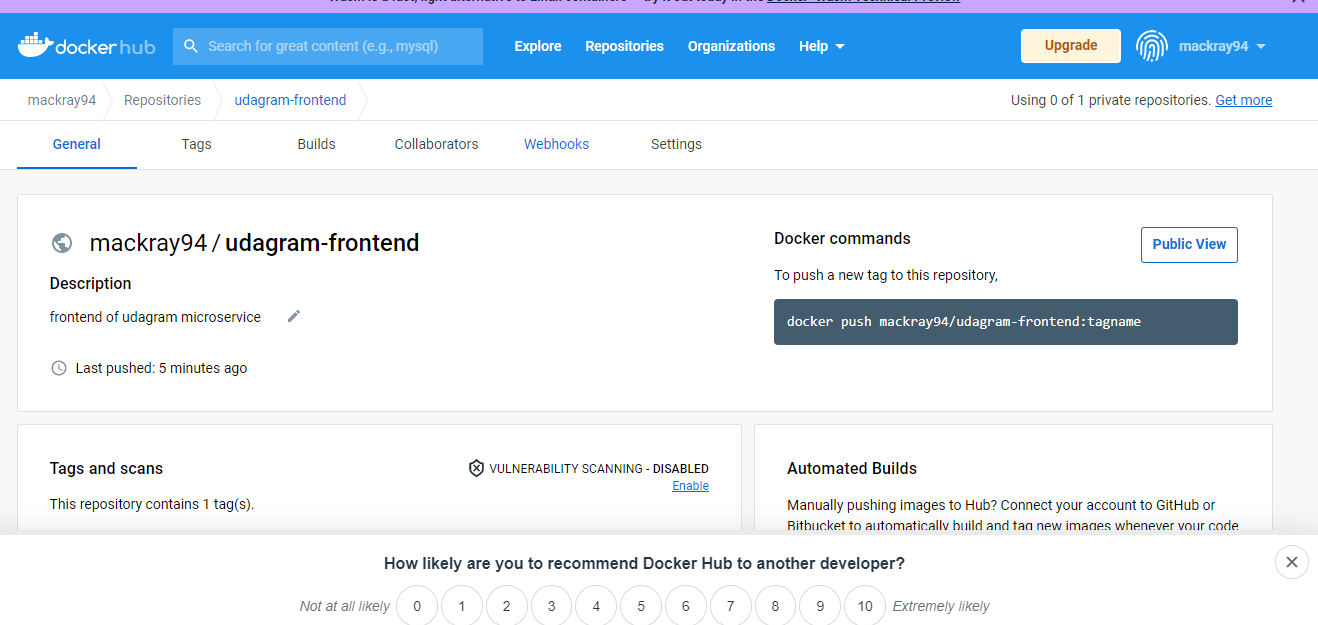 Docker+Wasm Technical Preview
docker hub
Search for great content (e.g., mysql)
Explore
Repositories
Organizations
Help
Upgrade
mackray94
mackray94
Repositories
udagram-frontend
Using 0 of 1 private repositories. Get more
General
Tags
Builds
Collaborators
Webhooks
Settings
mackray94 / udagram-frontend
Description
frontend of udagram microservice
Last pushed: 5 minutes ago
Docker commands
Public View
To push a new tag to this repository,
docker push mackray94/udagram-frontend:tagname
Tags and scans
VULNERABILITY SCANNING - DISABLED
Enable
This repository contains 1 tag(s).
Automated Builds
Manually pushing images to Hub? Connect your account to GitHub or
Bitbucket to automatically build and tag new images whenever your code
How likely are you to recommend Docker Hub to another developer?
Not at all likely 0 1 2 3 4 5 6 7 8 9 10 Extremely likely